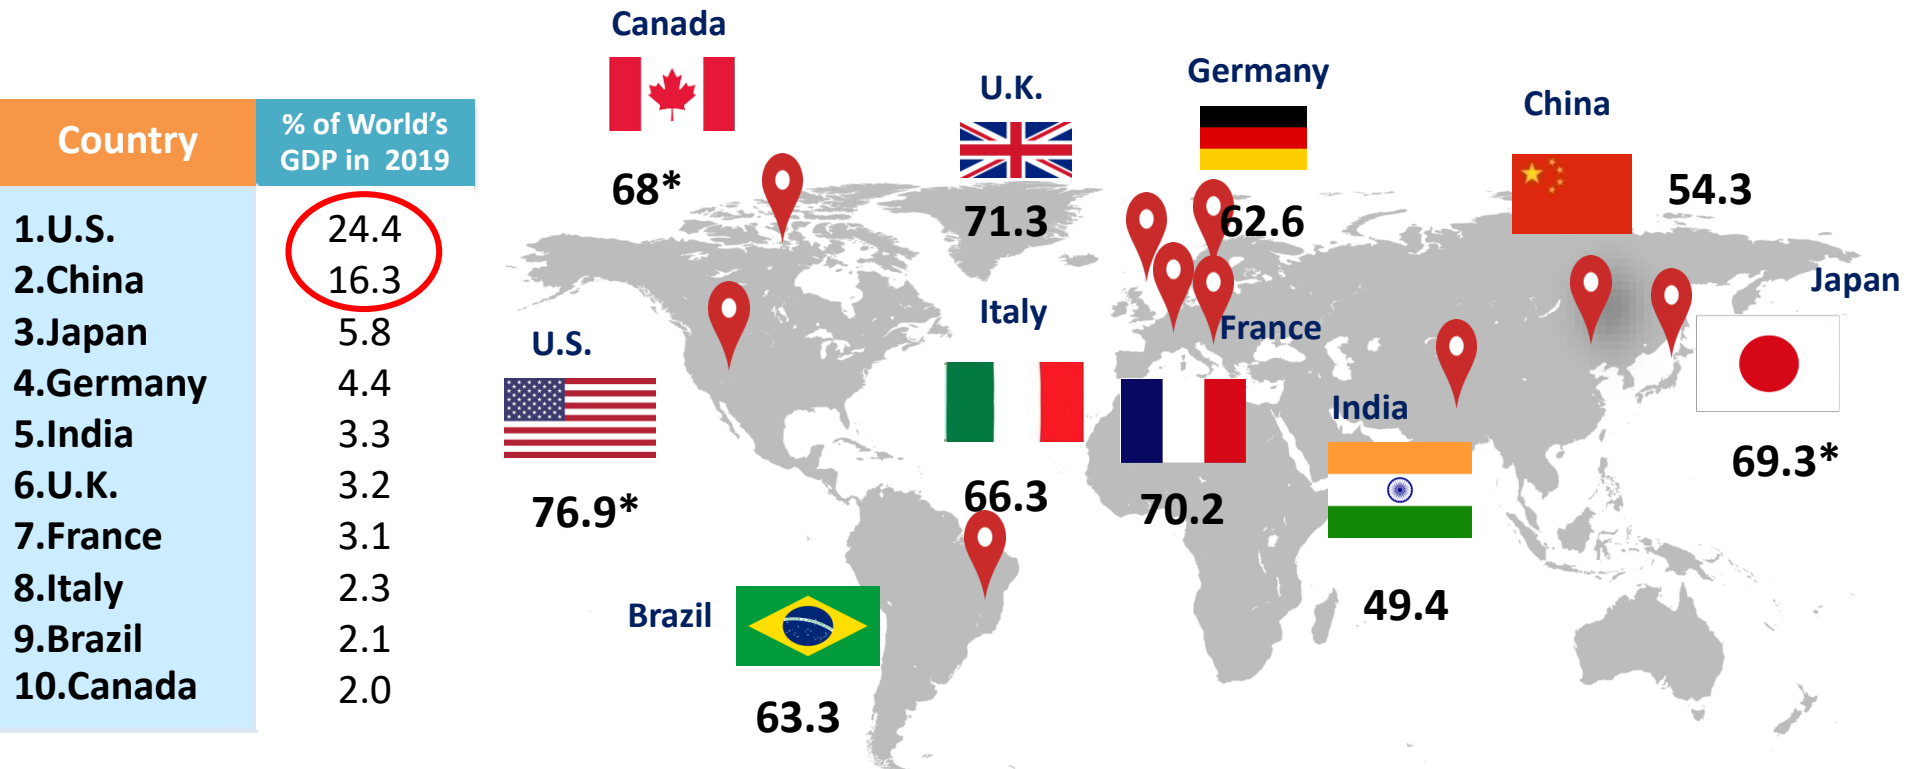 Country
% of World's
GDP in 2019
1.U.S. 24.4
2.China 16.3
3.Japan 5.8
4.Germany 4.4
5.India 3.3
6.U.K. 3.2
7.France 3.1
8.Italy 2.3
9.Brazil 2.1
10.Canada 2.0
Canada
68*
U.K.
71.3
Germany
62.6
China
54.3
Japan
69.3*
U.S.
76.9*
Italy
66.3
France
70.2
India
49.4
Brazil
63.3